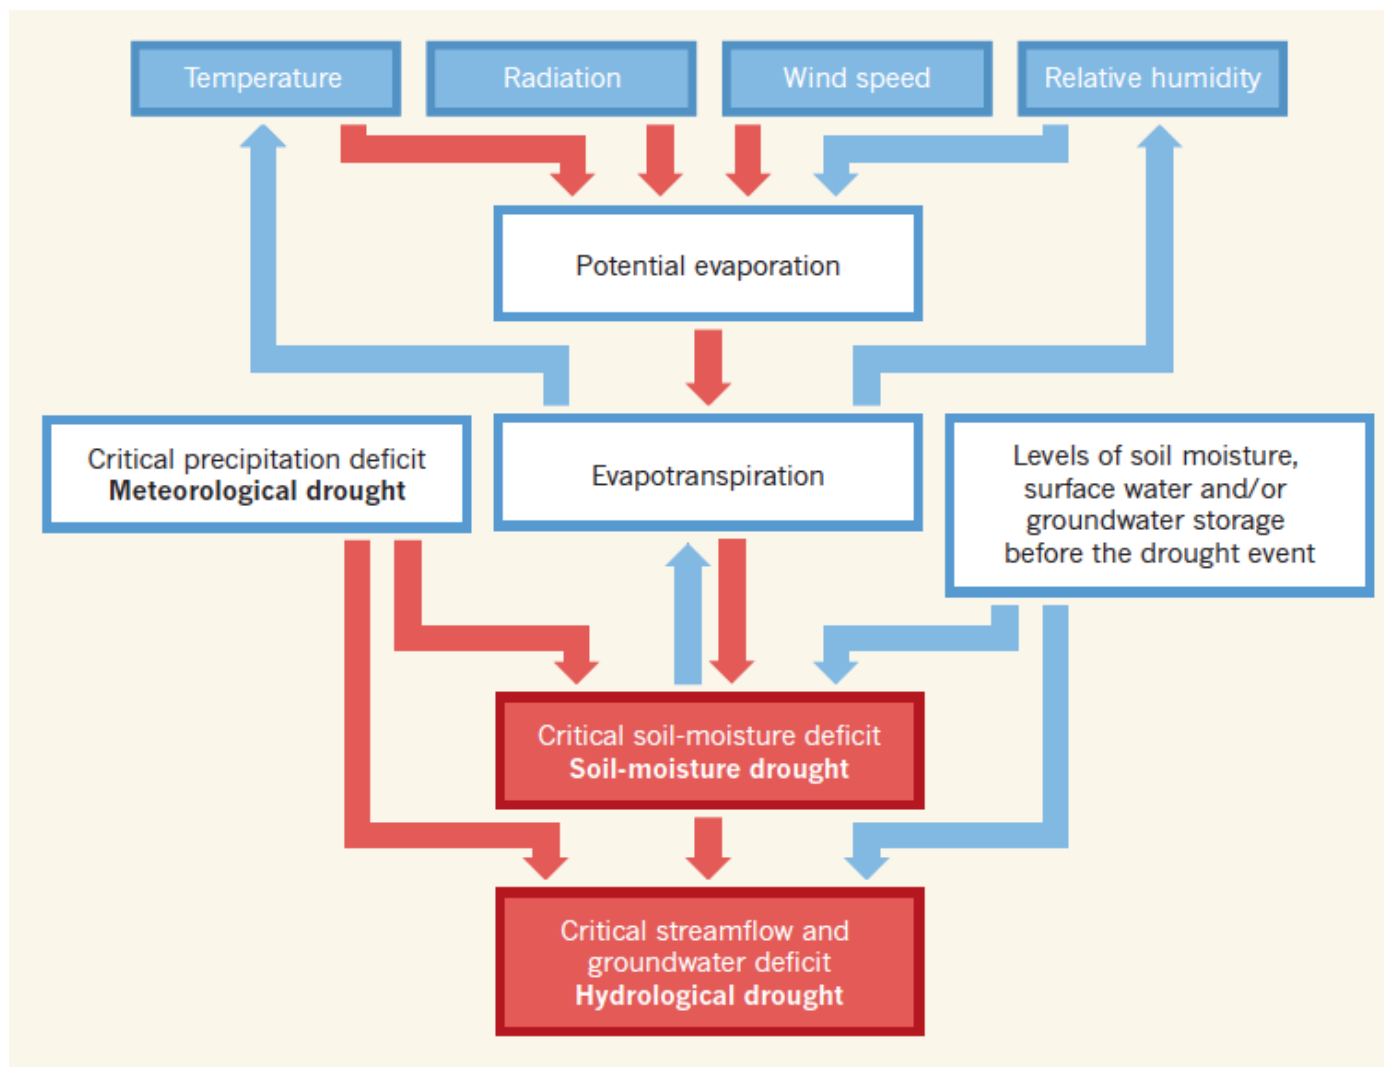 Temperature
Radiation
Wind speed
Relative humidity
Potential evaporation
Critical precipitation deficit
Meteorological drought
Evapotranspiration
Levels of soil moisture,
surface water and/or
groundwater storage
before the drought event
Critical soil-moisture deficit
Soil-moisture drought
Critical streamflow and
groundwater deficit
Hydrological drought